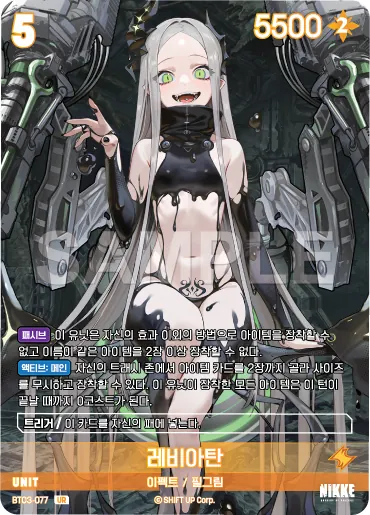 5
5500 2
SAMPLE
패시브 이 유닛은 자신의 효과 이외의 방법으로 아이템을 장착할 수
없고 이름이 같은 아이템을 2장 이상 장착할 수 없다.
액티브: 메인 자신의 트래시 존에서 아이템 카드를 2장까지 골라 사이즈
를 무시하고 장착할 수 있다. 이 유닛이 장착한 모든 아이템은 이 턴이
끝날 때까지 0코스트가 된다.
트리거 / 이 카드를 자신의 패에 넣는다.
레비아탄
UNIT
아펙트 / 필그림
BT03-077 UR
© SHIFT UP Corp.
NIKKE